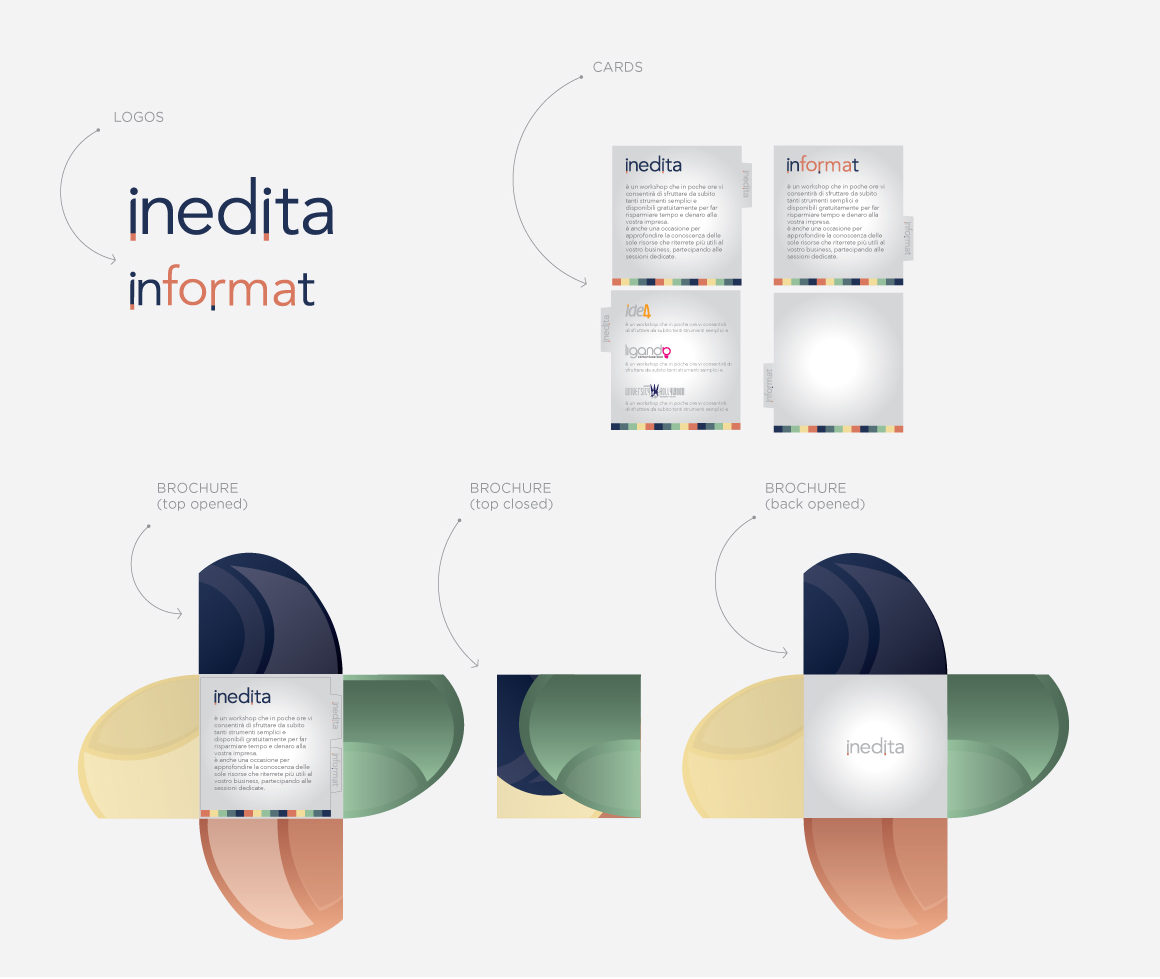 LOGOS
inedita
informat
CARDS
inedita
è un workshop che in poche ore vi
consentirà di sfruttare da subito
tanti strumenti semplici e
disponibili gratuitamente per far
risparmiare tempo e denaro alla
vostra impresa.
è anche una occasione per
approfondire la conoscenza delle
sole risorse che riterrete più utili al
vostro business, partecipando alle
sessioni dedicate.
inedita
informat
è un workshop che in poche ore vi
consentirà di sfruttare da subito
tanti strumenti semplici e
disponibili gratuitamente per far
risparmiare tempo e denaro alla
vostra impresa.
è anche una occasione per
approfondire la conoscenza delle
sole risorse che riterrete più utili al
vostro business, partecipando alle
sessioni dedicate.
informat
inedita
è un workshop che in poche ore vi consentirà
di sfruttare da subito tanti strumenti semplici e
ligando
è un workshop che in poche ore vi consentirà di
sfruttare da subito tanti strumenti semplici e
è un workshop che in poche ore vi consentirà
di sfruttare da subito tanti strumenti semplici e
informat
BROCHURE
(top opened)
inedita
è un workshop che in poche ore vi
consentirà di sfruttare da subito
tanti strumenti semplici e
disponibili gratuitamente per far
risparmiare tempo e denaro alla
vostra impresa.
è anche una occasione per
approfondire la conoscenza delle
sole risorse che riterrete più utili al
vostro business, partecipando alle
sessioni dedicate.
inedita
informat
BROCHURE
(top closed)
BROCHURE
(back opened)
inedita